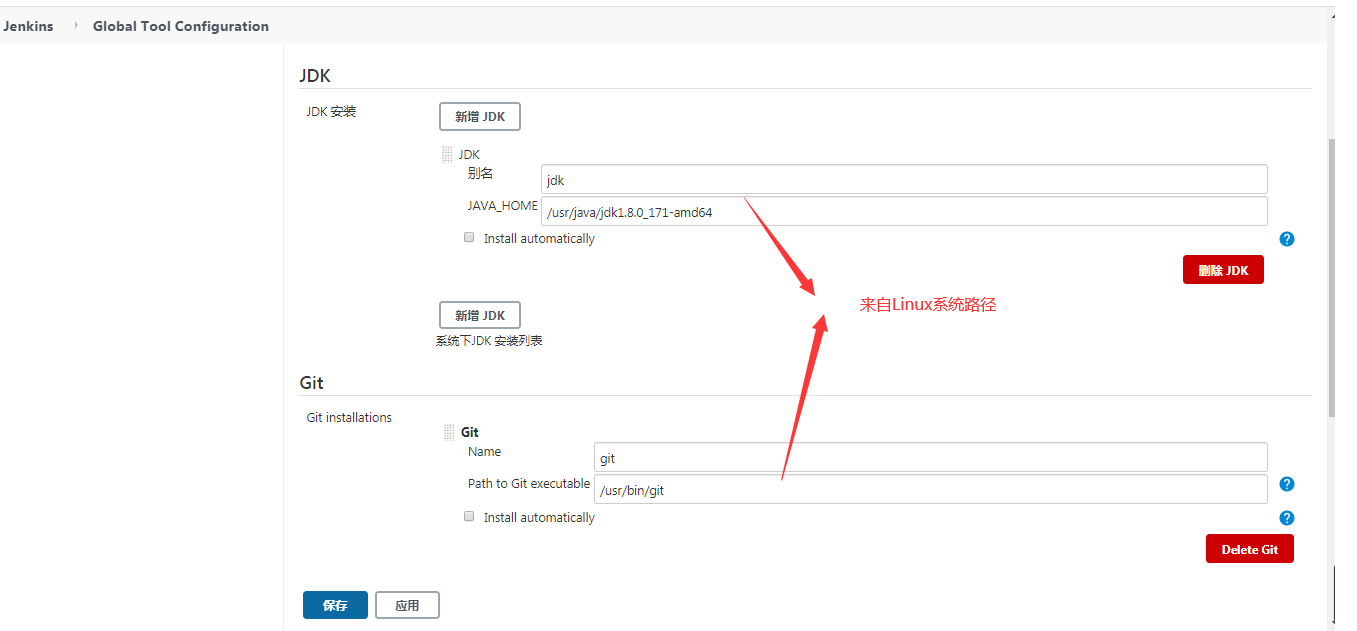 Jenkins Global Tool Configuration
JDK
JDK 安装
新增 JDK
JDK
别名
jdk
JAVA_HOME
/usr/java/jdk1.8.0_171-amd64
Install automatically
?
删除 JDK
来自Linux系统路径
新增 JDK
系统下JDK 安装列表
Git
Git installations
Git
Name
git
Path to Git executable
/usr/bin/git
?
Install automatically
?
Delete Git
保存
应用